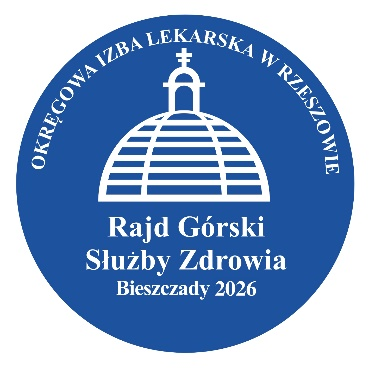 OKRĘGOWA IZBA LEKARSKA W RZESZOWIE
Rajd Górski
Służby Zdrowia
Bieszczady 2026